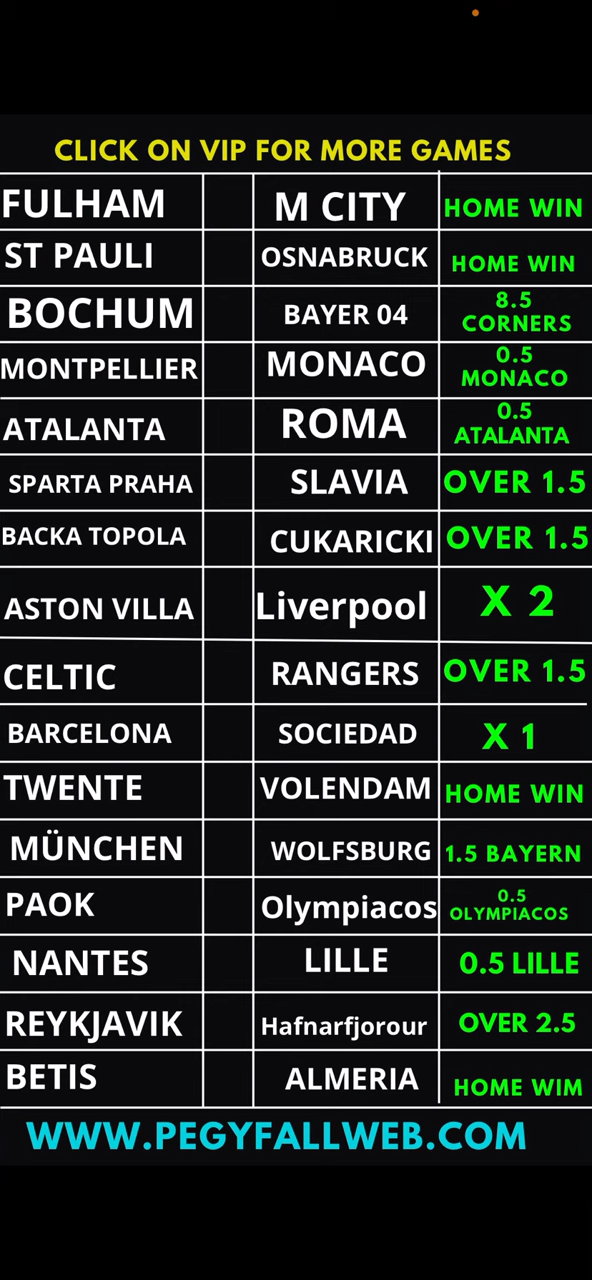 CLICK ON VIP FOR MORE GAMES
FULHAM M CITY HOME WIN
ST PAULI OSNABRUCK HOME WIN
BOCHUM BAYER 04 8.5 CORNERS
MONTPELLIER MONACO 0.5 MONACO
ATALANTA ROMA 0.5 ATALANTA
SPARTA PRAHA SLAVIA OVER 1.5
BACKA TOPOLA CUKARICKI OVER 1.5
ASTON VILLA Liverpool X 2
CELTIC RANGERS OVER 1.5
BARCELONA SOCIEDAD X 1
TWENTE VOLENDAM HOME WIN
MÜNCHEN WOLFSBURG 1.5 BAYERN
PAOK Olympiacos 0.5 OLYMPIACOS
NANTES LILLE 0.5 LILLE
REYKJAVIK Hafnarfjorour OVER 2.5
BETIS ALMERIA HOME WIM
WWW.PEGYFALLWEB.COM